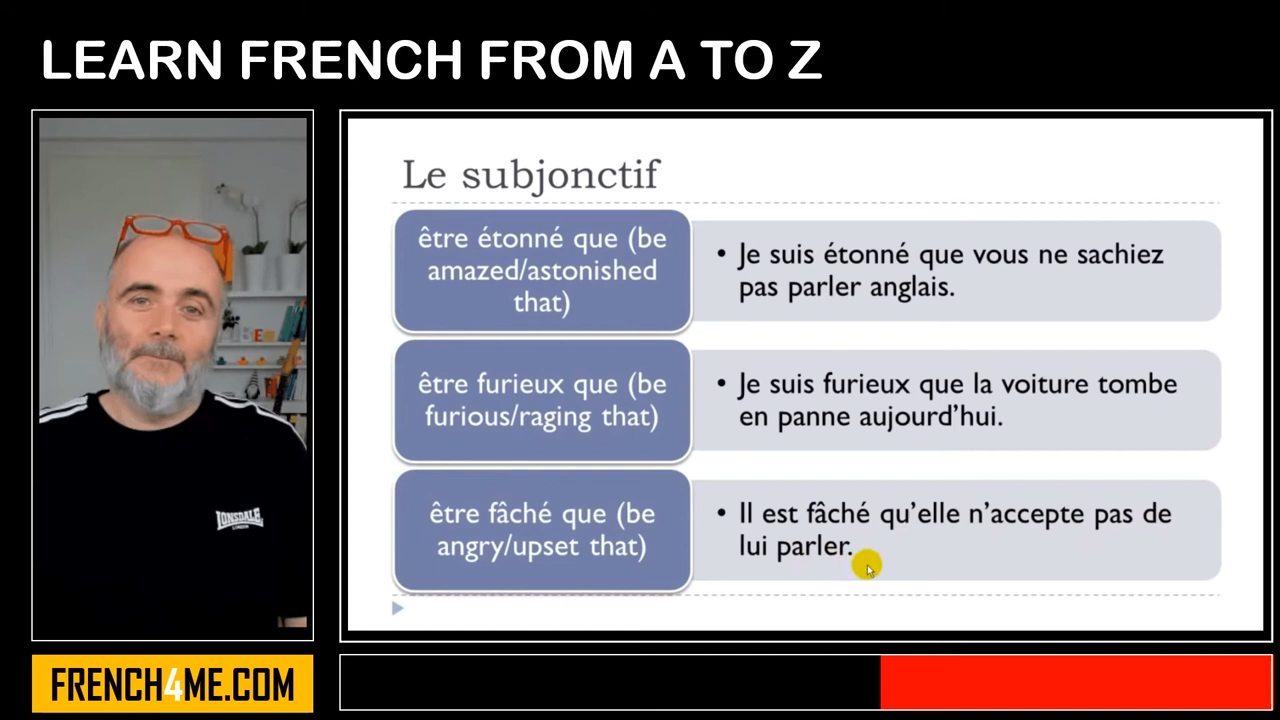 LEARN FRENCH FROM A TO Z
Le subjonctif
être étonné que (be
amazed/astonished
that)
• Je suis étonné que vous ne sachiez
pas parler anglais.
être furieux que (be
furious/raging that)
• Je suis furieux que la voiture tombe
en panne aujourd’hui.
être fâché que (be
angry/upset that)
• Il est fâché qu’elle n’accepte pas de
lui parler.
LONSDALE
LONDON
FRENCH4ME.COM